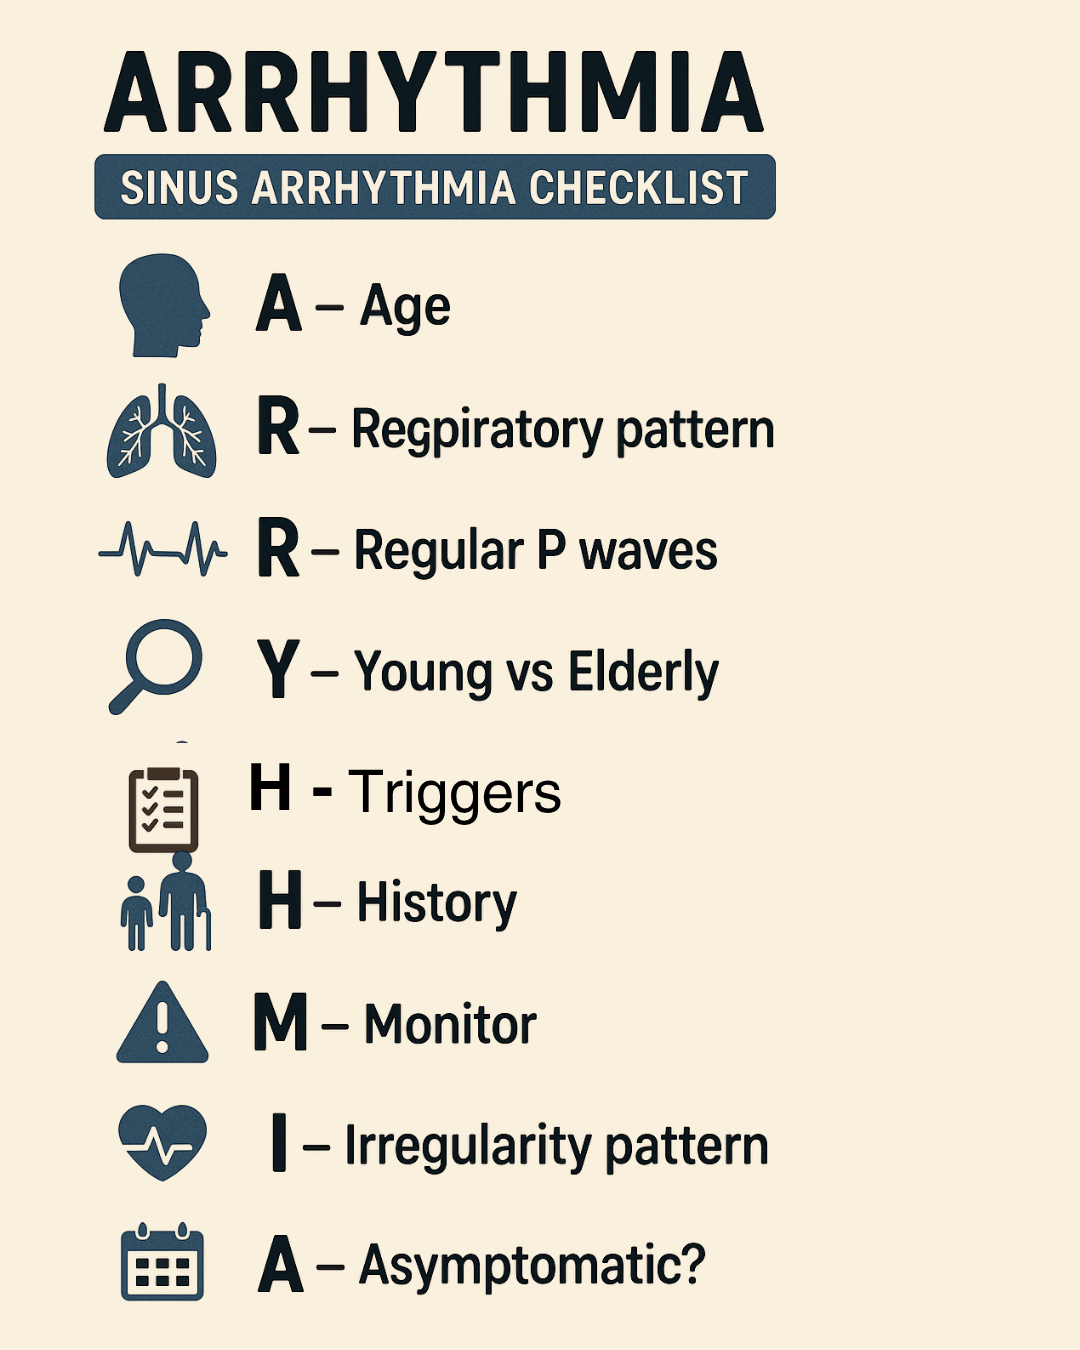 ARRHYTHMIA
SINUS ARRHYTHMIA CHECKLIST
A – Age
R – Regpiratory pattern
R – Regular P waves
Y – Young vs Elderly
H - Triggers
H – History
M – Monitor
I – Irregularity pattern
A – Asymptomatic?